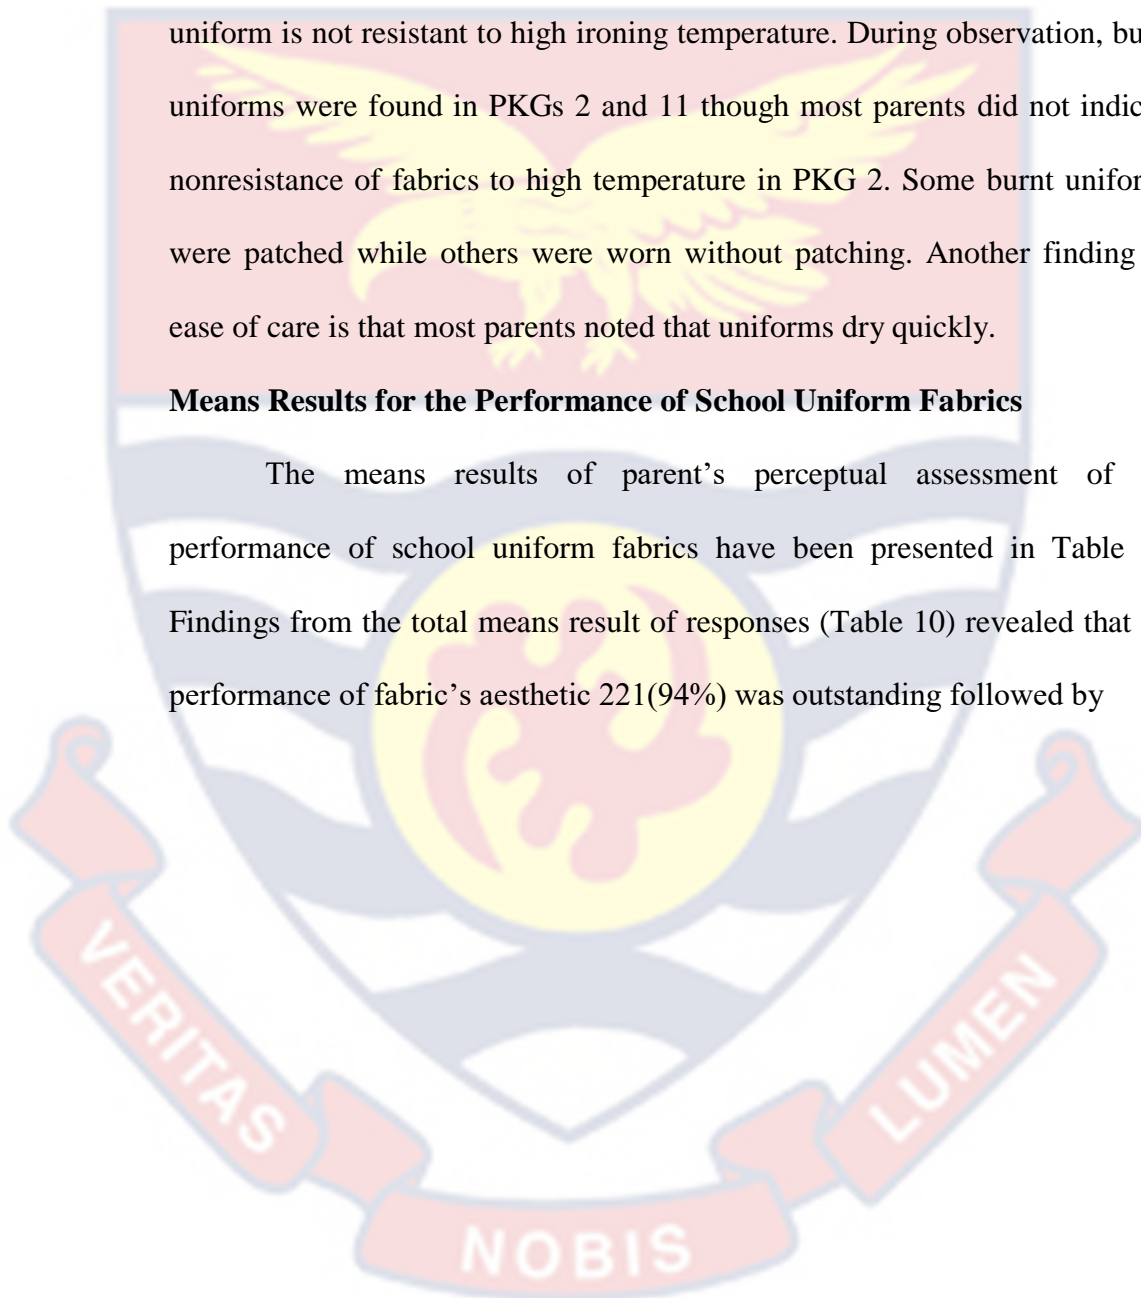 uniform is not resistant to high ironing temperature. During observation, bu
uniforms were found in PKGs 2 and 11 though most parents did not indic
nonresistance of fabrics to high temperature in PKG 2. Some burnt unifor
were patched while others were worn without patching. Another finding
ease of care is that most parents noted that uniforms dry quickly.
Means Results for the Performance of School Uniform Fabrics
The means results of parent’s perceptual assessment of
performance of school uniform fabrics have been presented in Table
Findings from the total means result of responses (Table 10) revealed that
performance of fabric’s aesthetic 221(94%) was outstanding followed by
VERITAS
NOBIS
LUMEN